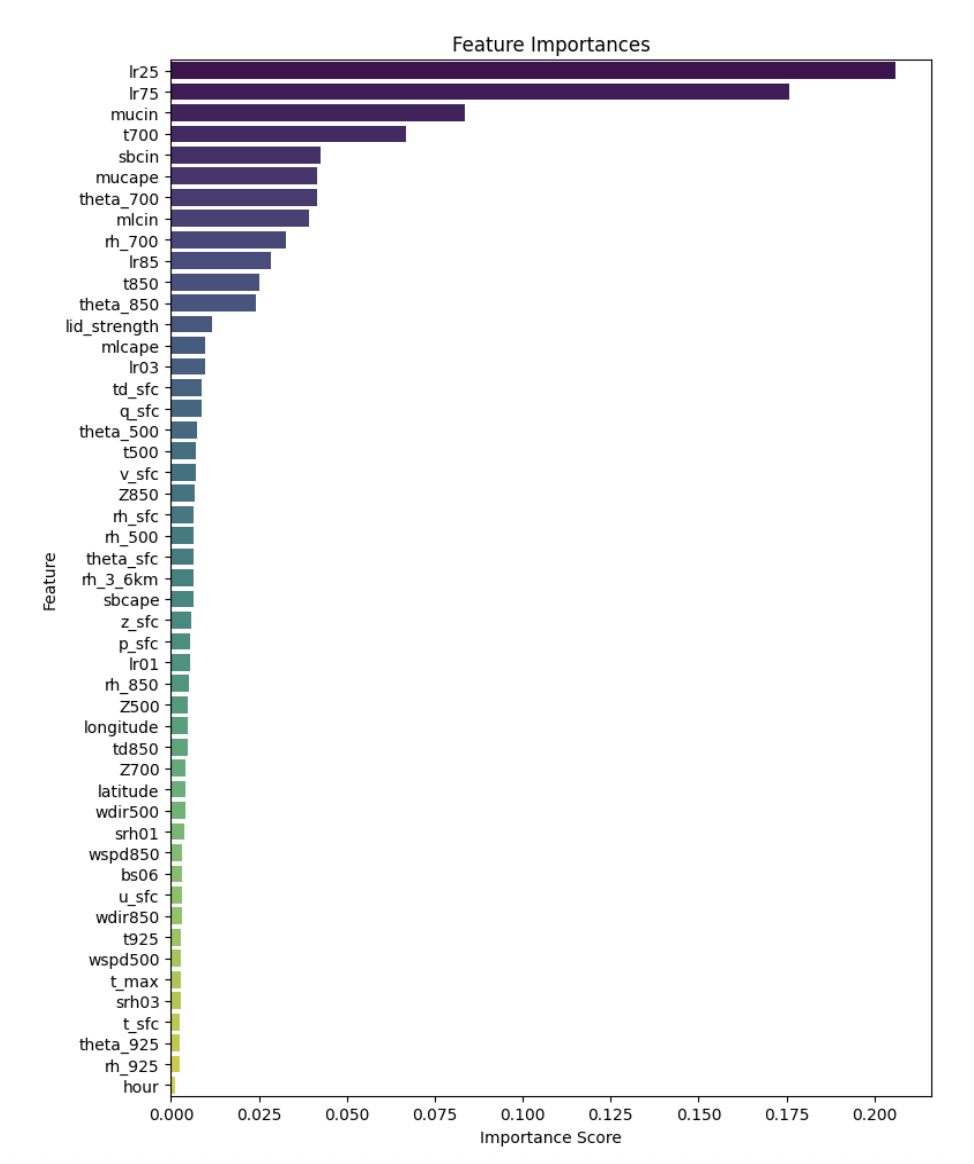 Feature Importances
lr25
lr75
mucin
t700
sbcin
mucape
theta_700
mlcin
rh_700
lr85
t850
theta_850
lid_strength
mlcape
lr03
td_sfc
q_sfc
theta_500
t500
v_sfc
Z850
rh_sfc
rh_500
theta_sfc
rh_3_6km
sbcape
z_sfc
p_sfc
lr01
rh_850
Z500
longitude
td850
Z700
latitude
wdir500
srh01
wspd850
bs06
u_sfc
wdir850
t925
wspd500
t_max
srh03
t_sfc
theta_925
rh_925
hour
Feature
0.000 0.025 0.050 0.075 0.100 0.125 0.150 0.175 0.200
Importance Score